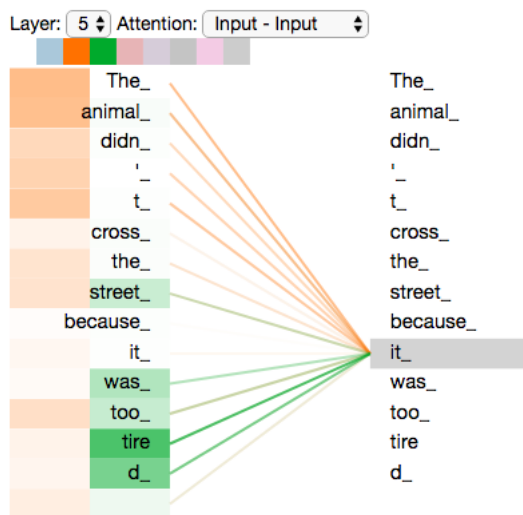 Layer: 5 Attention: Input - Input
The_ The_
animal_ animal_
didn_ didn_
'_ '_
t_ t_
cross_ cross_
the_ the_
street_ street_
because_ because_
it_ it_
was_ was_
too_ too_
tire tire
d_ d_